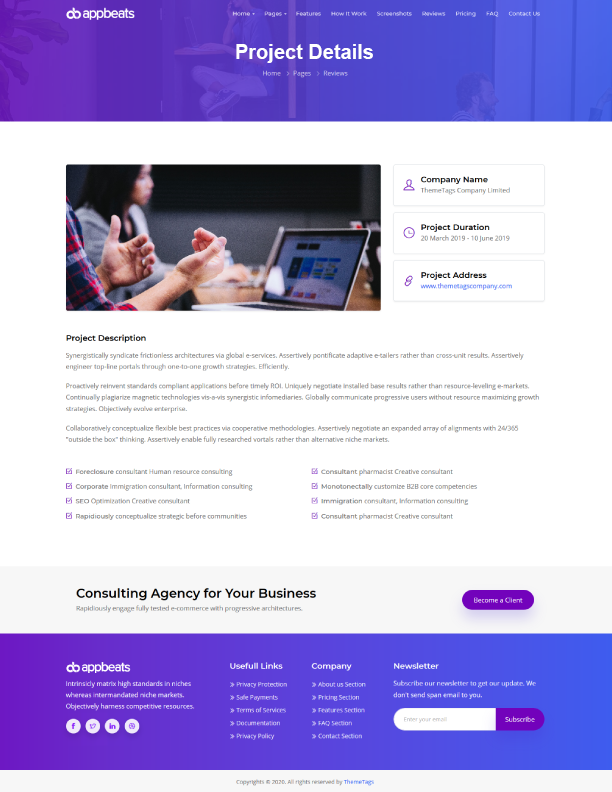 appbeats
Home Pages Features How It Work Screenshots Reviews Pricing FAQ Contact Us
Project Details
Home Pages Reviews
Company Name
ThemeTags Company Limited
Project Duration
20 March 2019 - 10 June 2019
Project Address
www.themetagscompany.com
Project Description
Synergistically syndicate frictionless architectures via global e-services. Assertively pontificate adaptive e-tailers rather than cross-unit results. Assertively
engineer top-line portals through one-to-one growth strategies. Efficiently.
Proactively reinvent standards compliant applications before timely ROI. Uniquely negotiate installed base results rather than resource-leveling e-markets.
Continually plagiarize magnetic technologies vis-a-vis synergistic infomediaries. Globally communicate progressive users without resource maximizing growth
strategies. Objectively evolve enterprise.
Collaboratively conceptualize flexible best practices via cooperative methodologies. Assertively negotiate an expanded array of alignments with 24/365
"outside the box" thinking. Assertively enable fully researched vortals rather than alternative niche markets.
Foreclosure consultant Human resource consulting
Corporate Immigration consultant, Information consulting
SEO Optimization Creative consultant
Rapidiously conceptualize strategic before communities
Consultant pharmacist Creative consultant
Monotonectally customize B2B core competencies
Immigration consultant, Information consulting
Consultant pharmacist Creative consultant
Consulting Agency for Your Business
Rapidiously engage fully tested e-commerce with progressive architectures.
Become a Client
appbeats
Intrinsicly matrix high standards in niches
whereas intermandated niche markets.
Objectively harness competitive resources.
Usefull Links
Privacy Protection
Safe Payments
Terms of Services
Documentation
Privacy Policy
Company
About us Section
Pricing Section
Features Section
FAQ Section
Contact Section
Newsletter
Subscribe our newsletter to get our update. We
don't send span email to you.
Enter your email
Subscribe
Copyrights © 2020. All rights reserved by ThemeTags